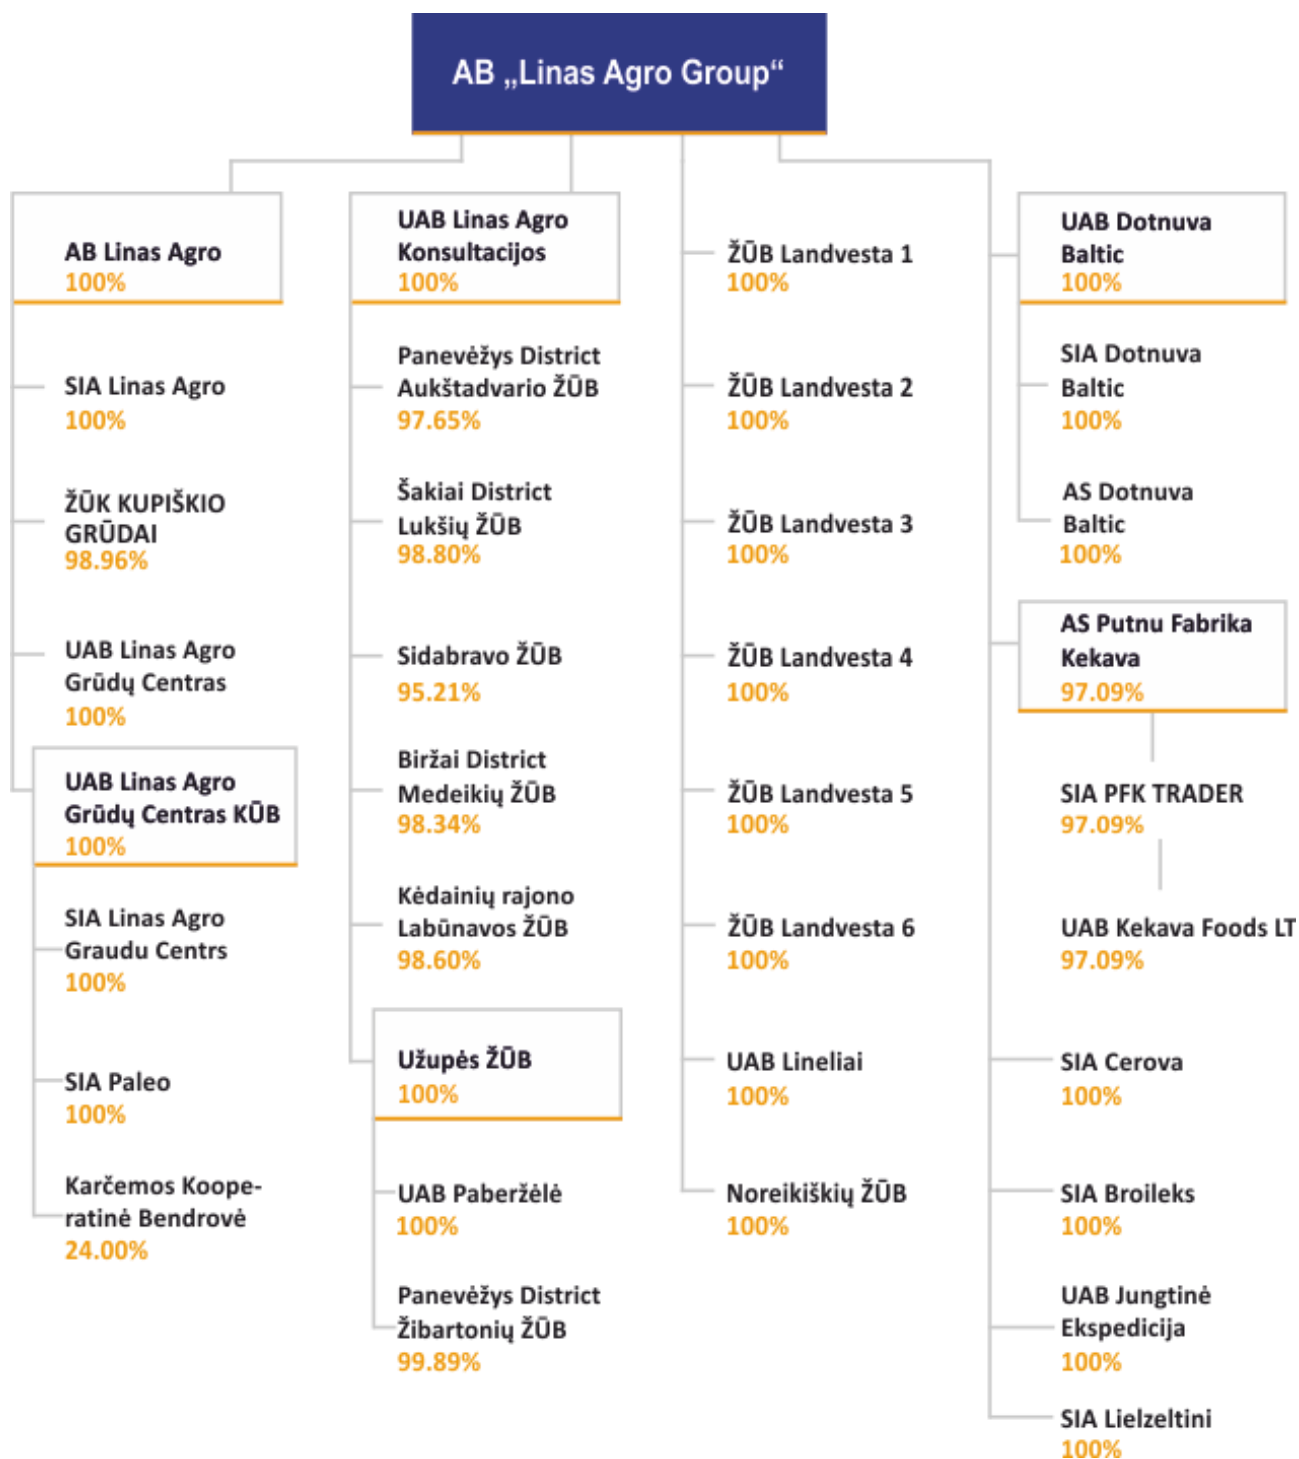 AB „Linas Agro Group“
AB Linas Agro
100%
SIA Linas Agro
100%
ŽŪK KUPIŠKIO
GRŪDAI
98.96%
UAB Linas Agro
Grūdų Centras
100%
UAB Linas Agro
Grūdų Centras KŪB
100%
SIA Linas Agro
Graudu Centrs
100%
SIA Paleo
100%
Karčemos Koope-
ratinė Bendrovė
24.00%
UAB Linas Agro
Konsultacijos
100%
Panevėžys District
Aukštadvario ŽŪB
97.65%
Šakiai District
Lukšių ŽŪB
98.80%
Sidabravo ŽŪB
95.21%
Biržai District
Medeikių ŽŪB
98.34%
Kėdainių rajono
Labūnavos ŽŪB
98.60%
Užupės ŽŪB
100%
UAB Paberžėlė
100%
Panevėžys District
Žibartonių ŽŪB
99.89%
ŽŪB Landvesta 1
100%
ŽŪB Landvesta 2
100%
ŽŪB Landvesta 3
100%
ŽŪB Landvesta 4
100%
ŽŪB Landvesta 5
100%
ŽŪB Landvesta 6
100%
UAB Lineliai
100%
Noreikiškių ŽŪB
100%
UAB Dotnuva
Baltic
100%
SIA Dotnuva
Baltic
100%
AS Dotnuva
Baltic
100%
AS Putnu Fabrika
Kekava
97.09%
SIA PFK TRADER
97.09%
UAB Kekava Foods LT
97.09%
SIA Cerova
100%
SIA Broileks
100%
UAB Jungtinė
Ekspedicija
100%
SIA Lielzeltini
100%